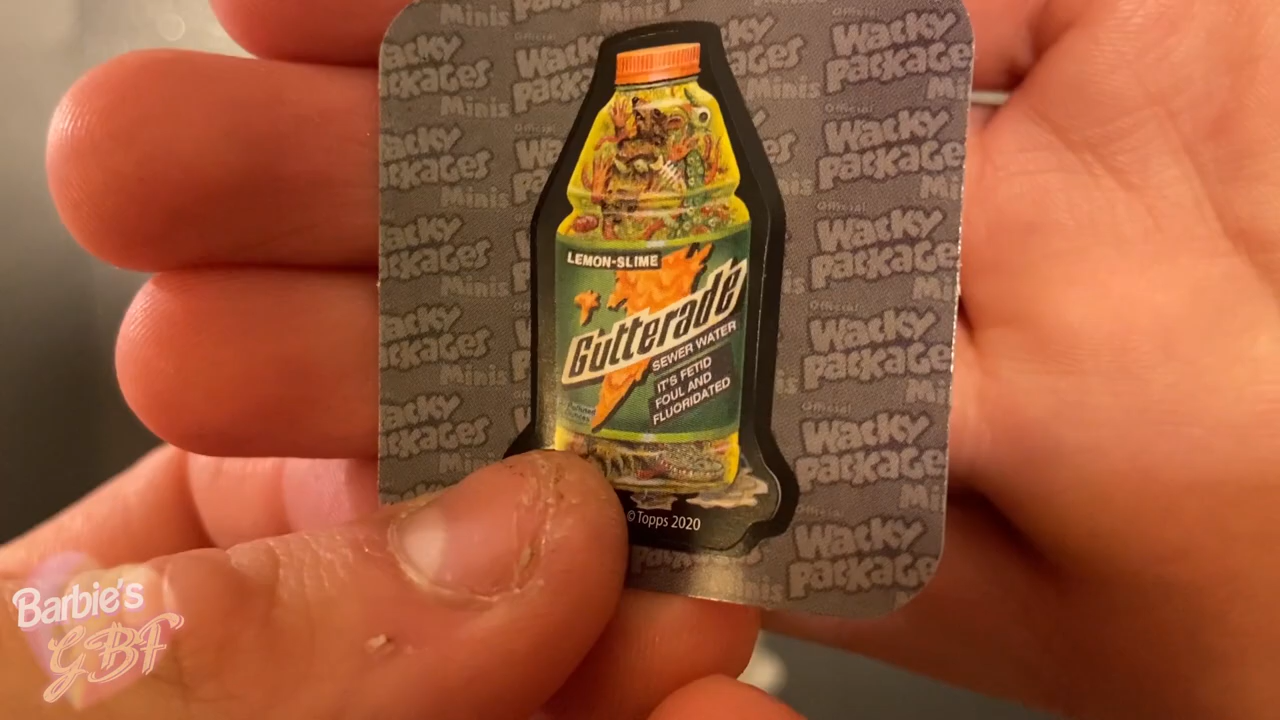 Official
Wacky
Packages
Minis
LEMON-SLIME
Gutterade
SEWER WATER
IT'S FETID
FOUL AND
FLUORIDATED
©Topps 2020
Barbie's
GBF